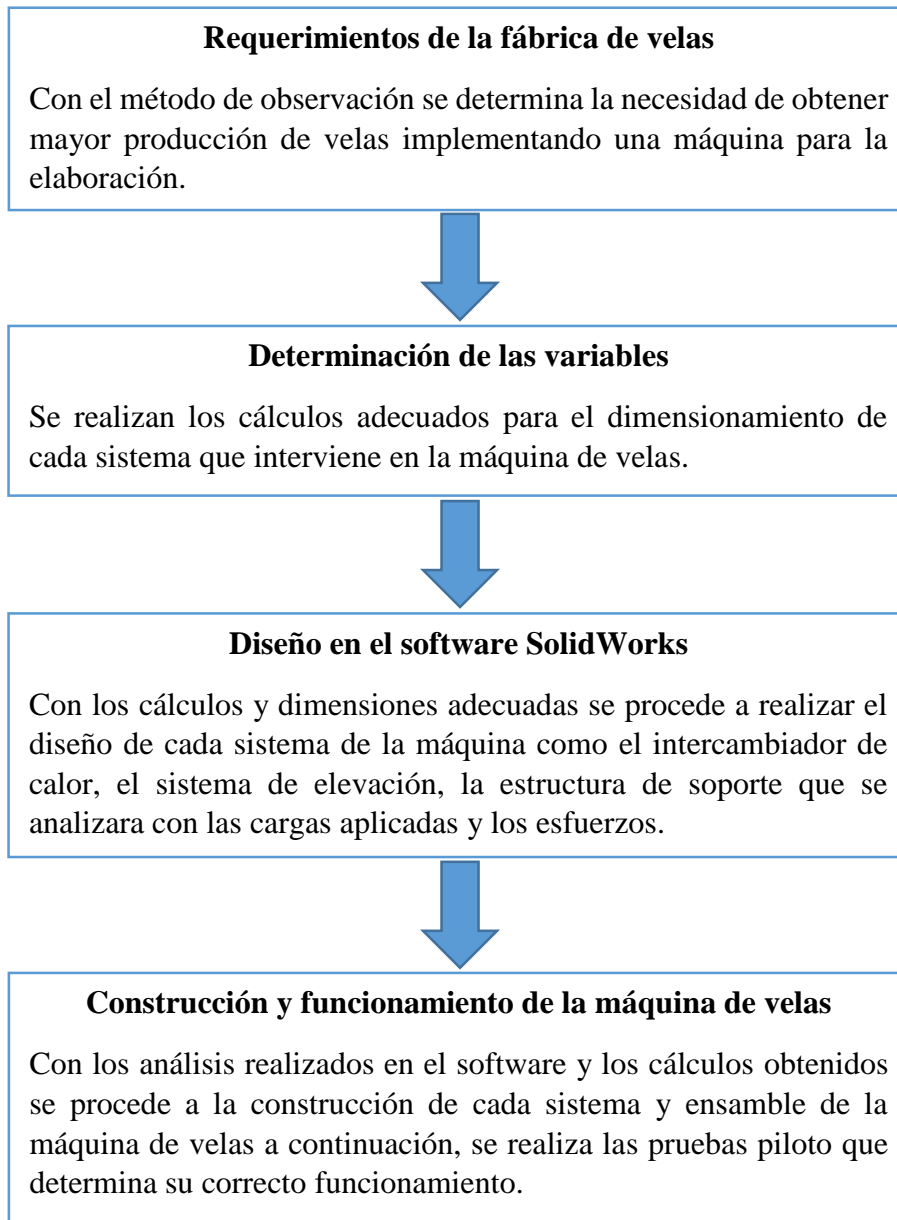 Requerimientos de la fábrica de velas
Con el método de observación se determina la necesidad de obtener
mayor producción de velas implementando una máquina para la
elaboración.
Determinación de las variables
Se realizan los cálculos adecuados para el dimensionamiento de
cada sistema que interviene en la máquina de velas.
Diseño en el software SolidWorks
Con los cálculos y dimensiones adecuadas se procede a realizar el
diseño de cada sistema de la máquina como el intercambiador de
calor, el sistema de elevación, la estructura de soporte que se
analizara con las cargas aplicadas y los esfuerzos.
Construcción y funcionamiento de la máquina de velas
Con los análisis realizados en el software y los cálculos obtenidos
se procede a la construcción de cada sistema y ensamble de la
máquina de velas a continuación, se realiza las pruebas piloto que
determina su correcto funcionamiento.